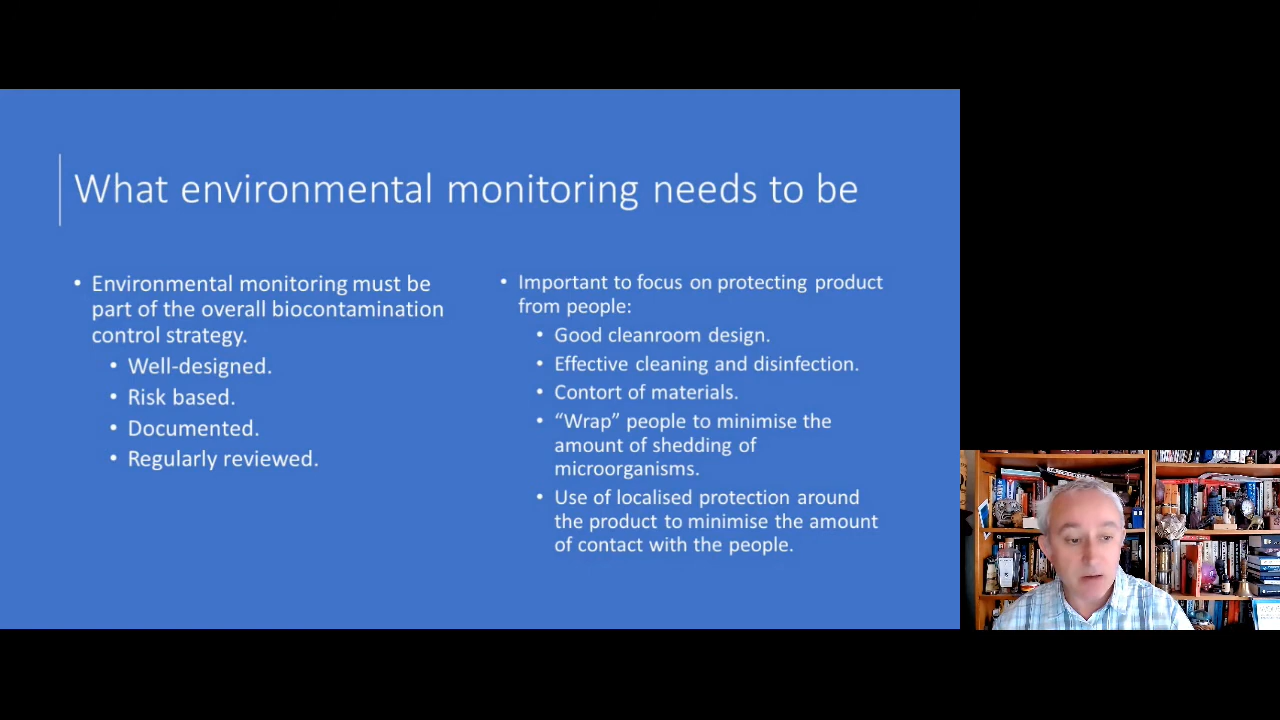 What environmental monitoring needs to be
• Environmental monitoring must be
part of the overall biocontamination
control strategy.
• Well-designed.
• Risk based.
• Documented.
• Regularly reviewed.
• Important to focus on protecting product
from people:
• Good cleanroom design.
• Effective cleaning and disinfection.
• Contort of materials.
• “Wrap” people to minimise the
amount of shedding of
microorganisms.
• Use of localised protection around
the product to minimise the amount
of contact with the people.